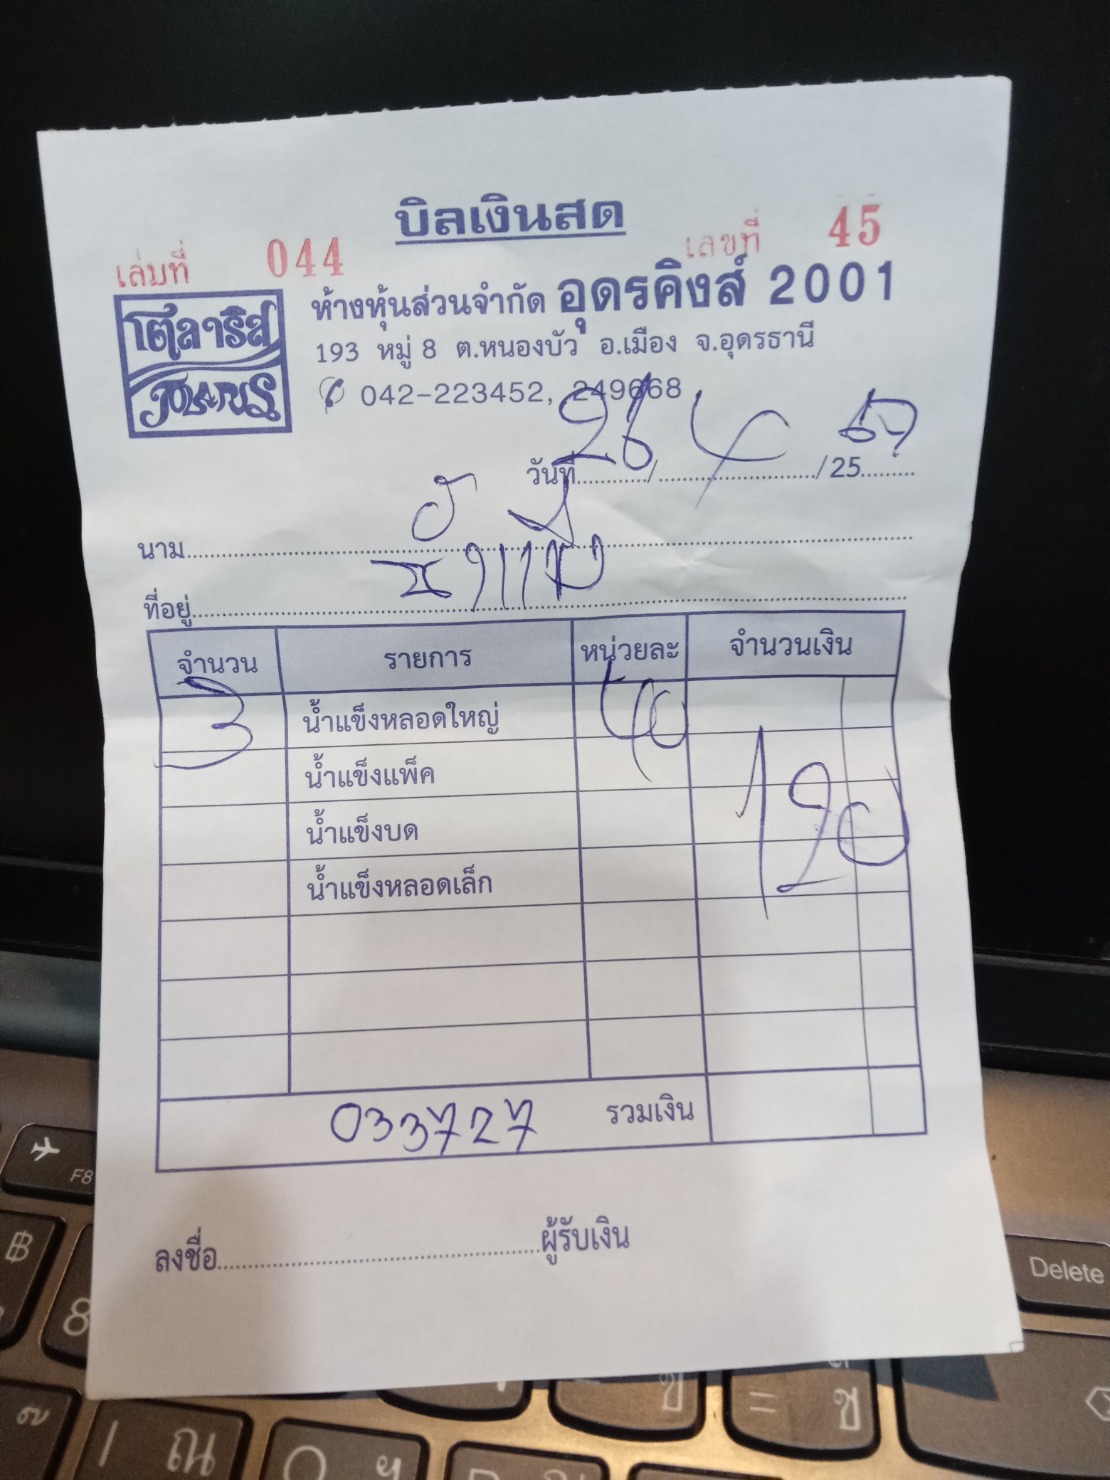 บิลเงินสด
เล่มที่ 044 เลขที่ 45
โตลาริส
POLARIS
ห้างหุ้นส่วนจำกัด อุดรคิงส์ 2001
193 หมู่ 8 ต.หนองบัว อ.เมือง จ.อุดรธานี
042-223452, 249668
วันที่ 26 / 4 / 25 67
นาม
ที่อยู่
จำนวน รายการ หน่วยละ จำนวนเงิน
3 น้ำแข็งหลอดใหญ่ 40 120
น้ำแข็งแพ็ค
น้ำแข็งบด
น้ำแข็งหลอดเล็ก
033727 รวมเงิน
ลงชื่อ ผู้รับเงิน
F8
฿
8
Delete